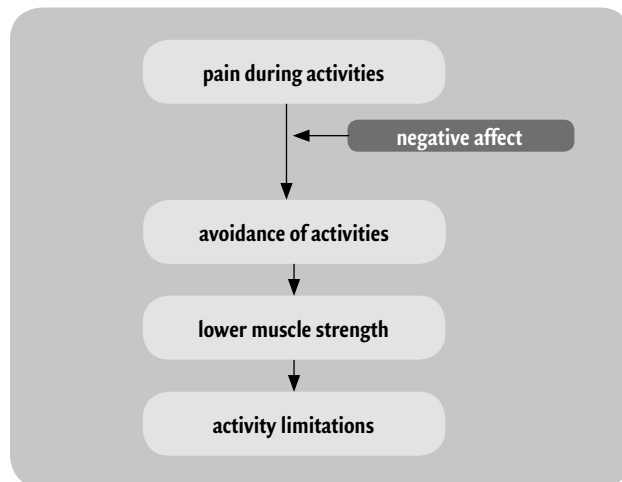 pain during activities
negative affect
avoidance of activities
lower muscle strength
activity limitations